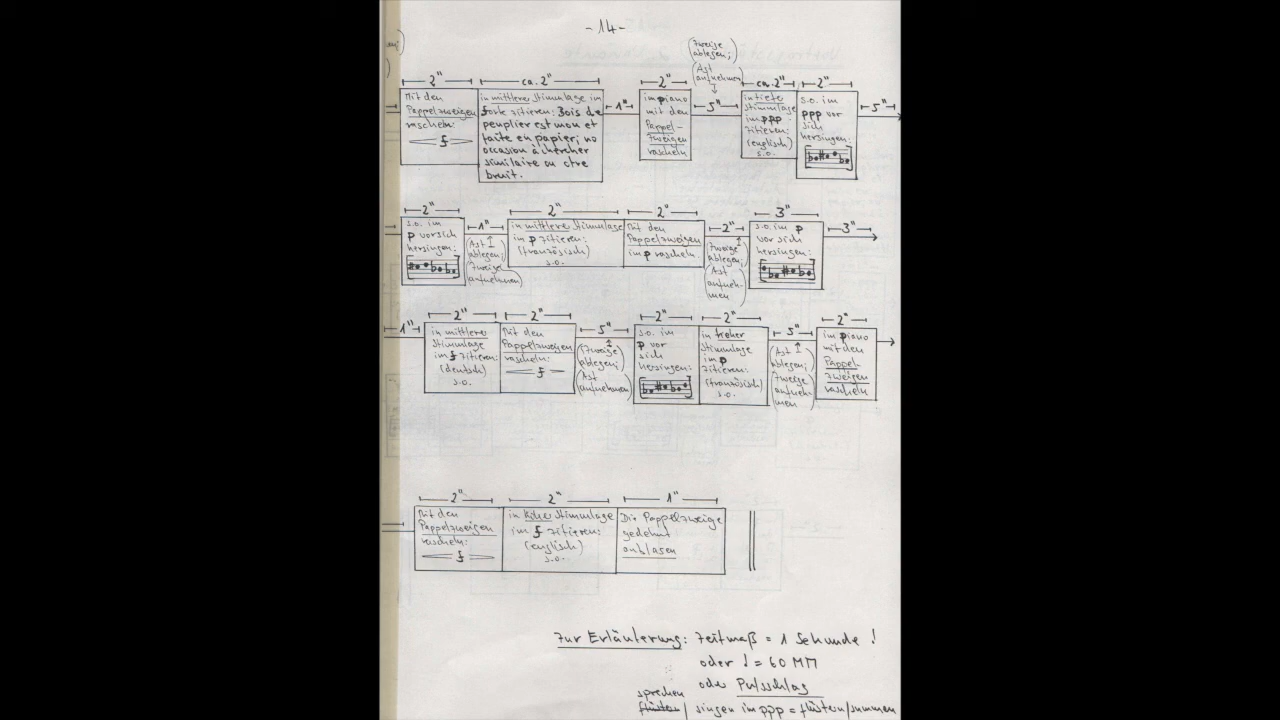 - 14 -
(Zweige
ablegen;)
(Ast
aufnehmen)
2"
ca. 2"
1"
2"
5"
ca. 2"
2"
5"
Mit den
Pappelzweigen
rascheln:
f
in mittlerer Stimmlage im
forte zitieren: Bois de
peuplier est mou et
faite en papier; no
occasion à chercher
similaire ou otre
bruit.
im piano
mit den
Pappel-
zweigen
rascheln
in tiefe
Stimmlage
im ppp
zitieren:
(englisch)
s.o.
s.o. im
ppp vor
sich
hersingen:
2"
1"
2"
2"
2"
3"
3"
s.o. im
p vor sich
hersingen:
(Ast
ablegen;)
(Zweige
aufnehmen)
in mittlere Stimmlage
im p zitieren:
(französisch)
s.o.
Mit den
Pappelzweigen
im p rascheln
(Zweige
ablegen;)
(Ast
aufneh-
men)
s.o. im p
vor sich
hersingen:
1"
2"
2"
5"
2"
2"
5"
2"
in mittlerer
Stimmlage
im f zitieren:
(deutsch)
s.o.
Mit den
Pappelzweigen
rascheln:
f
(Zweige
ablegen;)
(Ast
aufnehmen)
s.o. im
p vor
sich
hersingen:
in
Stimmlage
im p
zitieren:
(französisch)
s.o.
(Ast
ablegen;)
(Zweige
aufneh-
men)
im piano
mit den
Pappel-
zweigen
rascheln
2"
2"
1"
Mit den
Pappelzweigen
rascheln:
f
in Stimmlage
im f zitieren:
(englisch)
s.o.
Die Pappelzweige
gedehnt
anblasen
Zur Erläuterung: Zeitmaß = 1 Sekunde !
oder ♩ = 60 MM
oder Pulsschlag
sprechen
flüstern / singen im ppp = flüstern/summen